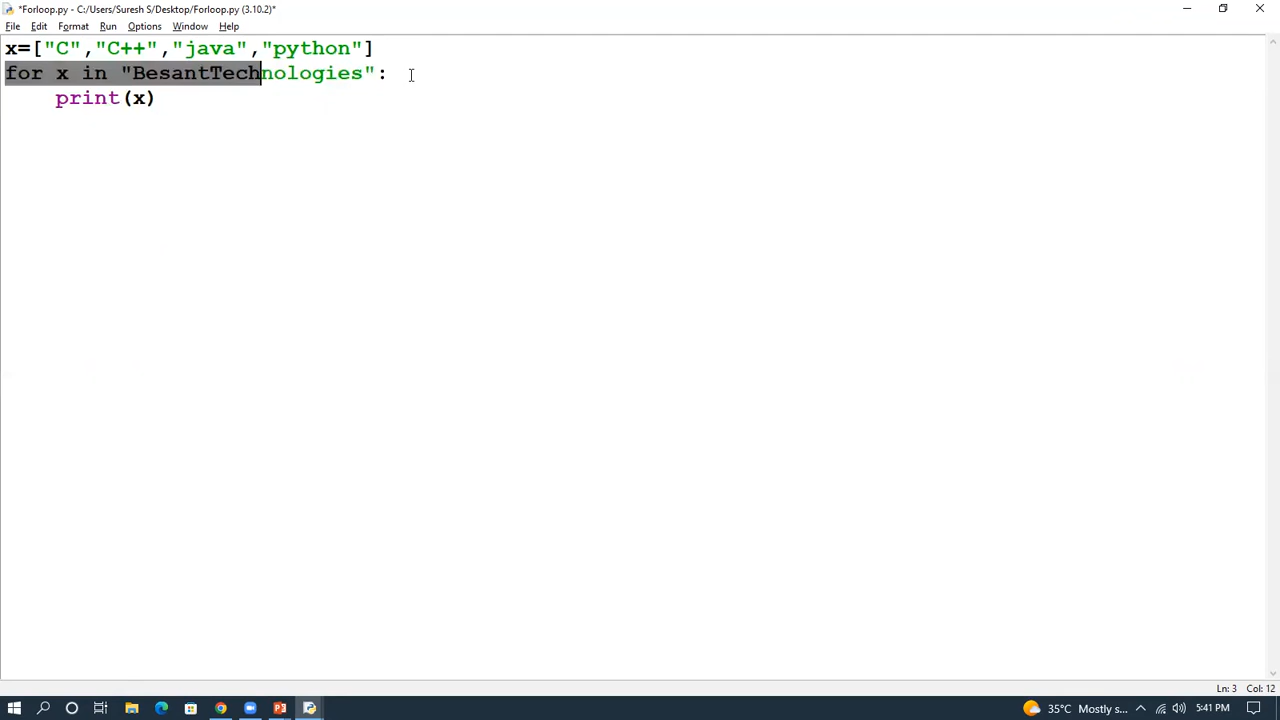 *Forloop.py - C:/Users/Suresh S/Desktop/Forloop.py (3.10.2)*
File Edit Format Run Options Window Help
x=["C","C++","java","python"]
for x in "BesantTechnologies":
    print(x)
Ln: 3 Col: 12
35°C Mostly s... 5:41 PM